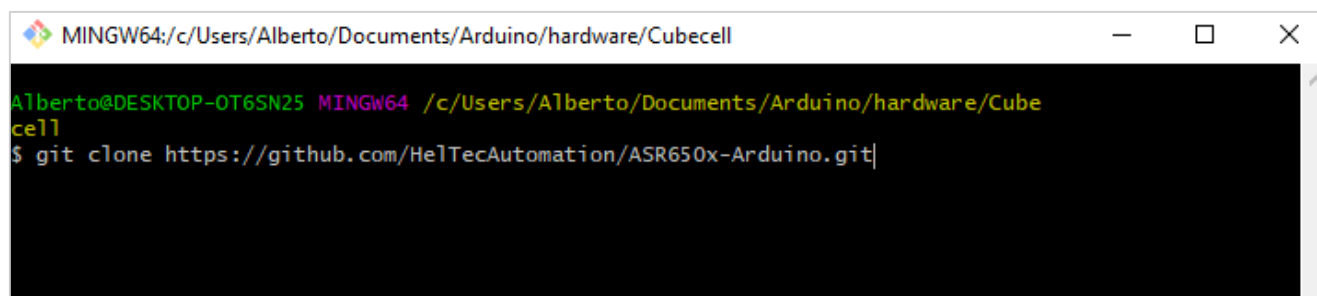 MINGW64:/c/Users/Alberto/Documents/Arduino/hardware/Cubecell
Alberto@DESKTOP-OT6SN25 MINGW64 /c/Users/Alberto/Documents/Arduino/hardware/Cube
cell
$ git clone https://github.com/HelTecAutomation/ASR650x-Arduino.git